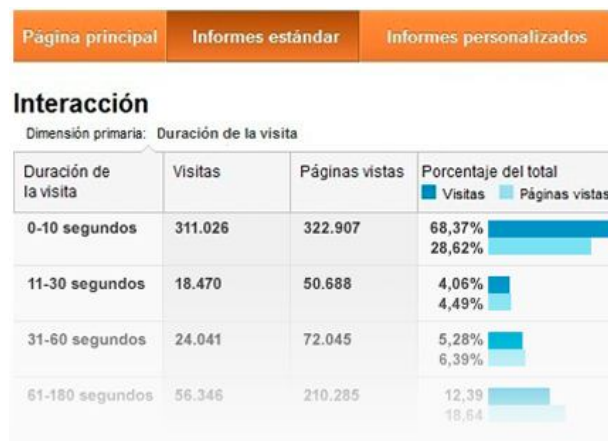 Página principal Informes estándar Informes personalizados
Interacción
Dimensión primaria: Duración de la visita
Duración de la visita Visitas Páginas vistas Porcentaje del total
Visitas Páginas vistas
0-10 segundos 311.026 322.907 68,37%
28,62%
11-30 segundos 18.470 50.688 4,06%
4,49%
31-60 segundos 24.041 72.045 5,28%
6,39%
61-180 segundos 56.346 210.285 12,39
18,64